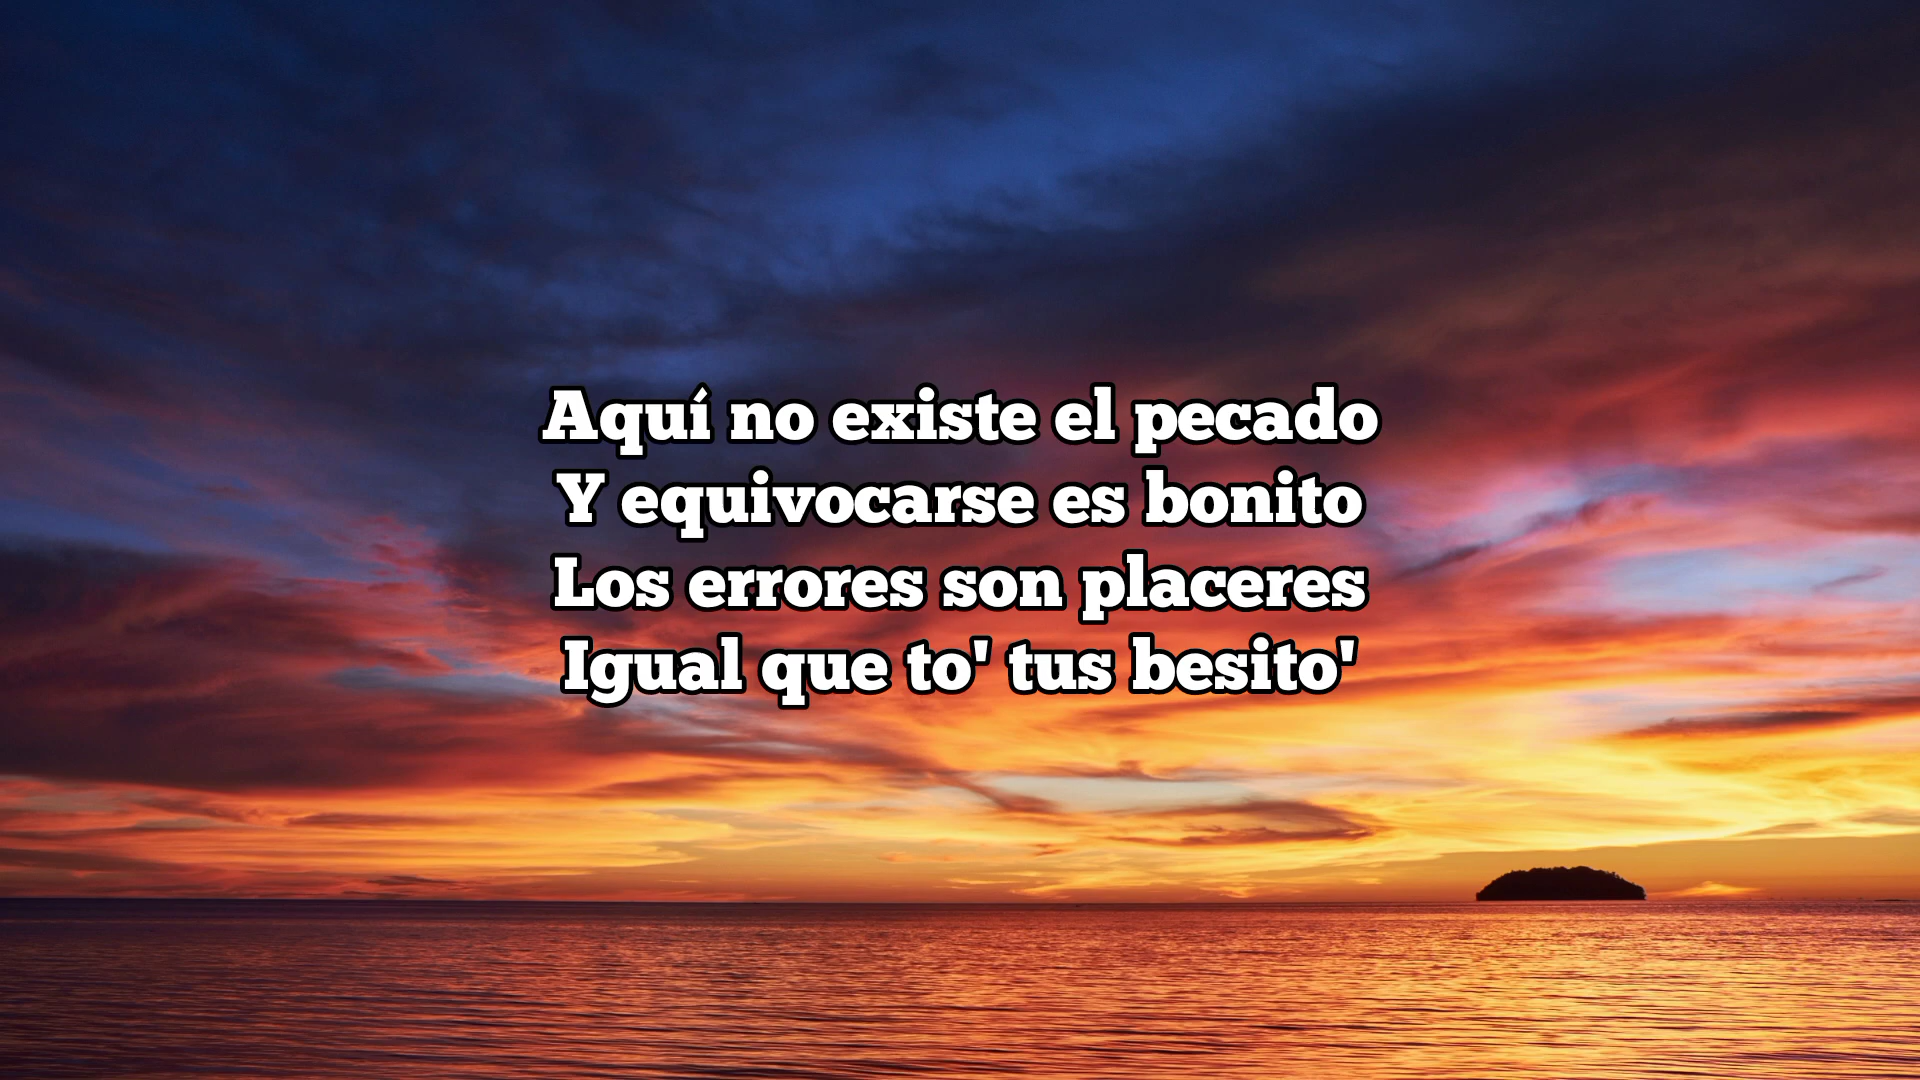 Aquí no existe el pecado
Y equivocarse es bonito
Los errores son placeres
Igual que to' tus besito'